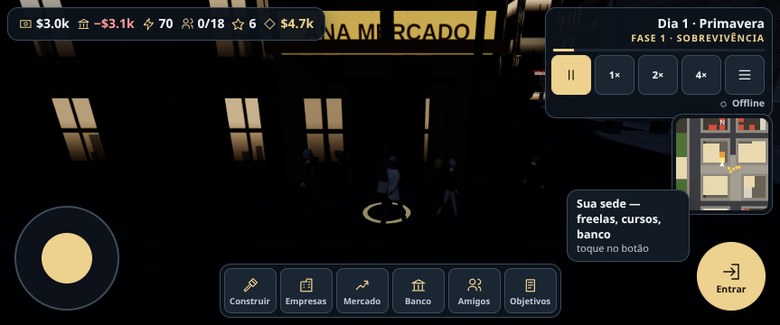 $3.0k −$3.1k 70 0/18 6 $4.7k
NA MERCADO
Dia 1 · Primavera
FASE 1 · SOBREVIVÊNCIA
1× 2× 4×
Offline
N
Sua sede —
freelas, cursos,
banco
toque no botão
Entrar
Construir Empresas Mercado Banco Amigos Objetivos